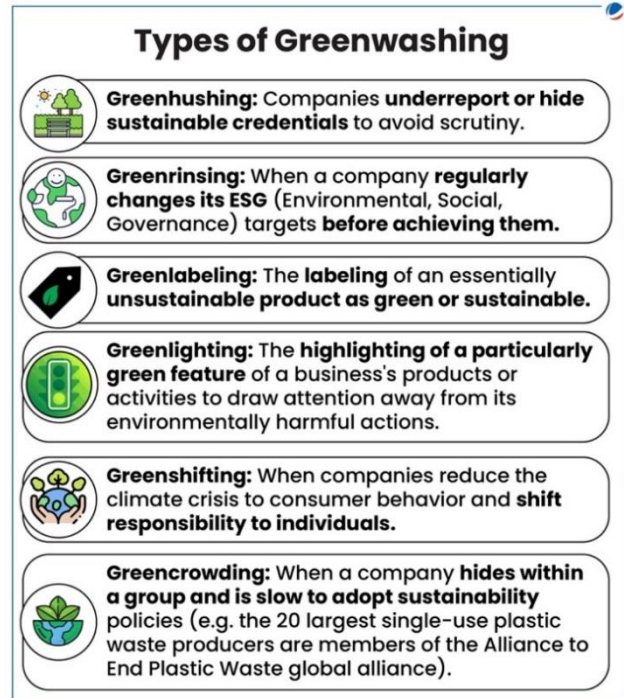 Types of Greenwashing
Greenhushing: Companies underreport or hide
sustainable credentials to avoid scrutiny.
Greenrinsing: When a company regularly
changes its ESG (Environmental, Social,
Governance) targets before achieving them.
Greenlabeling: The labeling of an essentially
unsustainable product as green or sustainable.
Greenlighting: The highlighting of a particularly
green feature of a business's products or
activities to draw attention away from its
environmentally harmful actions.
Greenshifting: When companies reduce the
climate crisis to consumer behavior and shift
responsibility to individuals.
Greencrowding: When a company hides within
a group and is slow to adopt sustainability
policies (e.g. the 20 largest single-use plastic
waste producers are members of the Alliance to
End Plastic Waste global alliance).